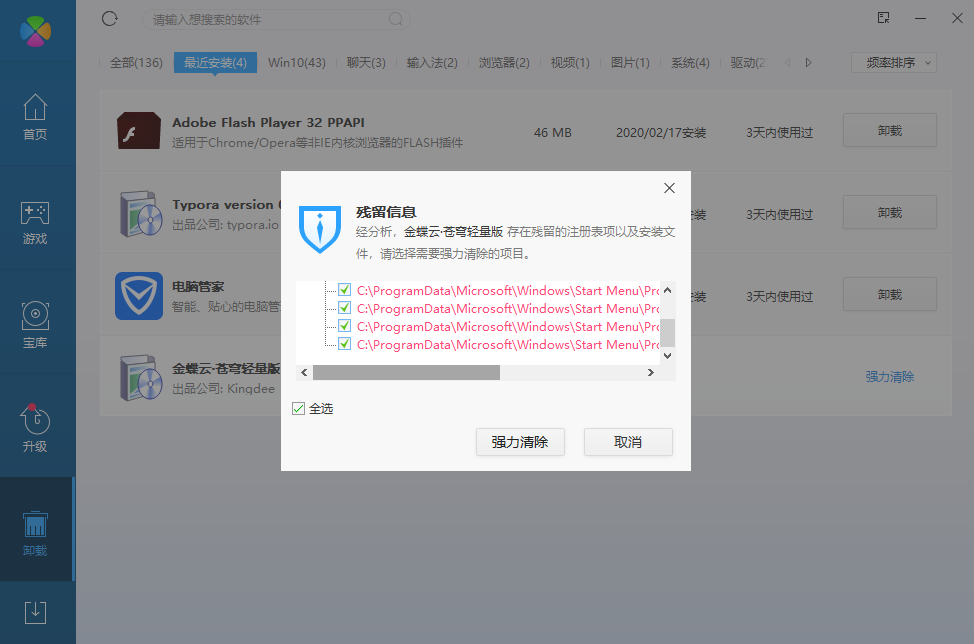 请输入想搜索的软件
全部(136) 最近安装(4) Win10(43) 聊天(3) 输入法(2) 浏览器(2) 视频(1) 图片(1) 系统(4) 驱动(2 频率排序
首页
游戏
宝库
升级
卸载
Adobe Flash Player 32 PPAPI
适用于Chrome/Opera等非IE内核浏览器的FLASH插件
46 MB 2020/02/17安装 3天内使用过 卸载
Typora version
出品公司: typora.io
装 3天内使用过 卸载
电脑管家
智能、贴心的电脑管
装 3天内使用过 卸载
金蝶云·苍穹轻量版
出品公司: Kingdee
强力清除
残留信息
经分析，金蝶云·苍穹轻量版 存在残留的注册表项以及安装文
件，请选择需要强力清除的项目。
C:\ProgramData\Microsoft\Windows\Start Menu\Pro
C:\ProgramData\Microsoft\Windows\Start Menu\Pro
C:\ProgramData\Microsoft\Windows\Start Menu\Pro
C:\ProgramData\Microsoft\Windows\Start Menu\Pro
全选
强力清除 取消